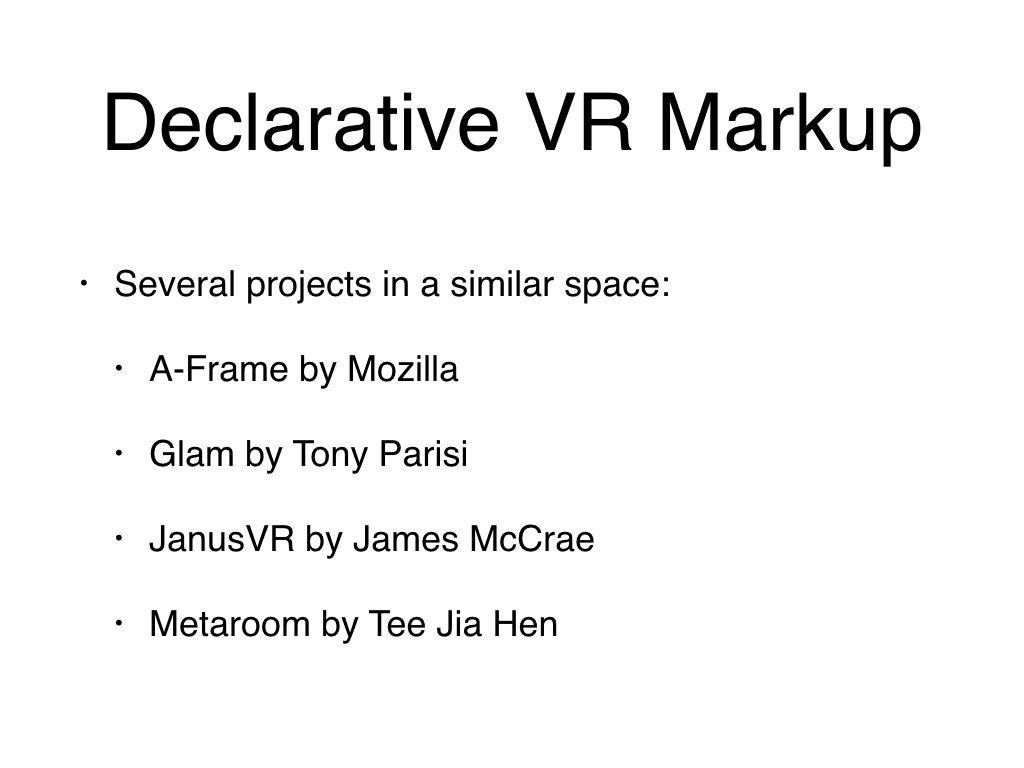 Declarative VR Markup
• Several projects in a similar space:
• A-Frame by Mozilla
• Glam by Tony Parisi
• JanusVR by James McCrae
• Metaroom by Tee Jia Hen